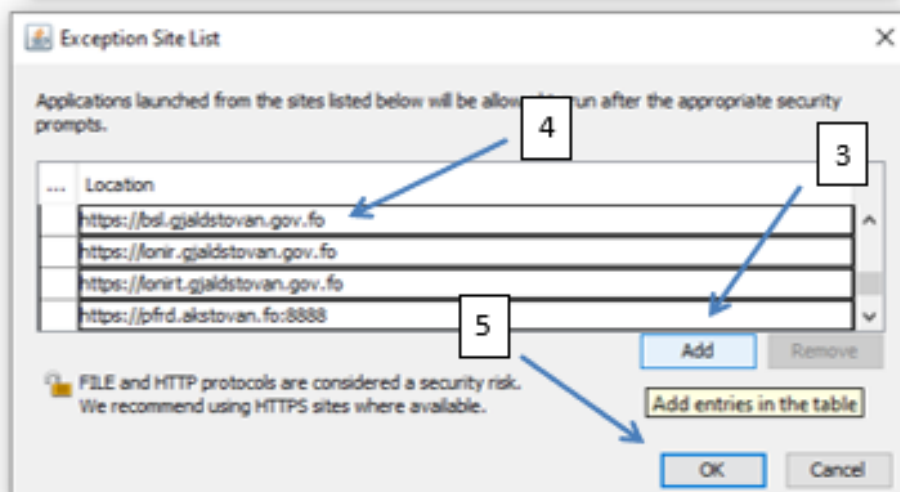 Exception Site List
Applications launched from the sites listed below will be allowed to run after the appropriate security
prompts.
4
3
... Location
https://bsl.gjaldstovan.gov.fo
https://lonir.gjaldstovan.gov.fo
https://lonirt.gjaldstovan.gov.fo
https://pfrd.akstovan.fo:8888
5
Add Remove
FILE and HTTP protocols are considered a security risk.
We recommend using HTTPS sites where available.
Add entries in the table
OK Cancel